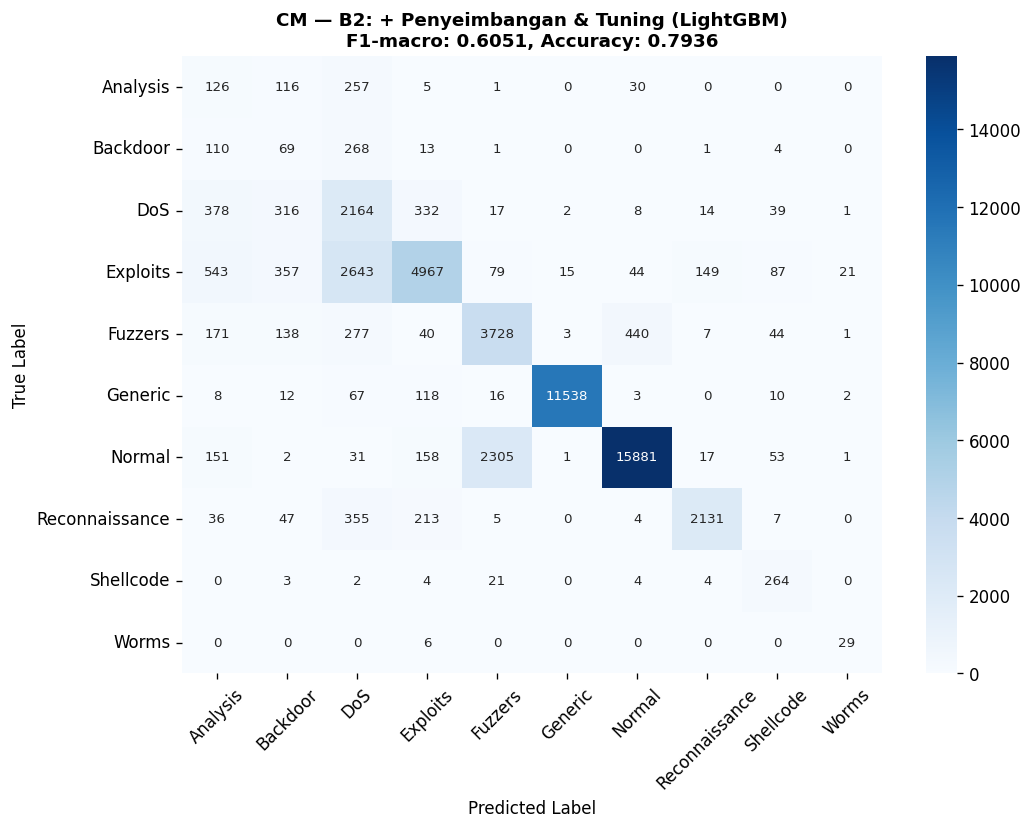 CM — B2: + Penyeimbangan & Tuning (LightGBM)
F1-macro: 0.6051, Accuracy: 0.7936
True Label
Analysis 126 116 257 5 1 0 30 0 0 0
Backdoor 110 69 268 13 1 0 0 1 4 0
DoS 378 316 2164 332 17 2 8 14 39 1
Exploits 543 357 2643 4967 79 15 44 149 87 21
Fuzzers 171 138 277 40 3728 3 440 7 44 1
Generic 8 12 67 118 16 11538 3 0 10 2
Normal 151 2 31 158 2305 1 15881 17 53 1
Reconnaissance 36 47 355 213 5 0 4 2131 7 0
Shellcode 0 3 2 4 21 0 4 4 264 0
Worms 0 0 0 6 0 0 0 0 0 29
Analysis Backdoor DoS Exploits Fuzzers Generic Normal Reconnaissance Shellcode Worms
Predicted Label
14000
12000
10000
8000
6000
4000
2000
0